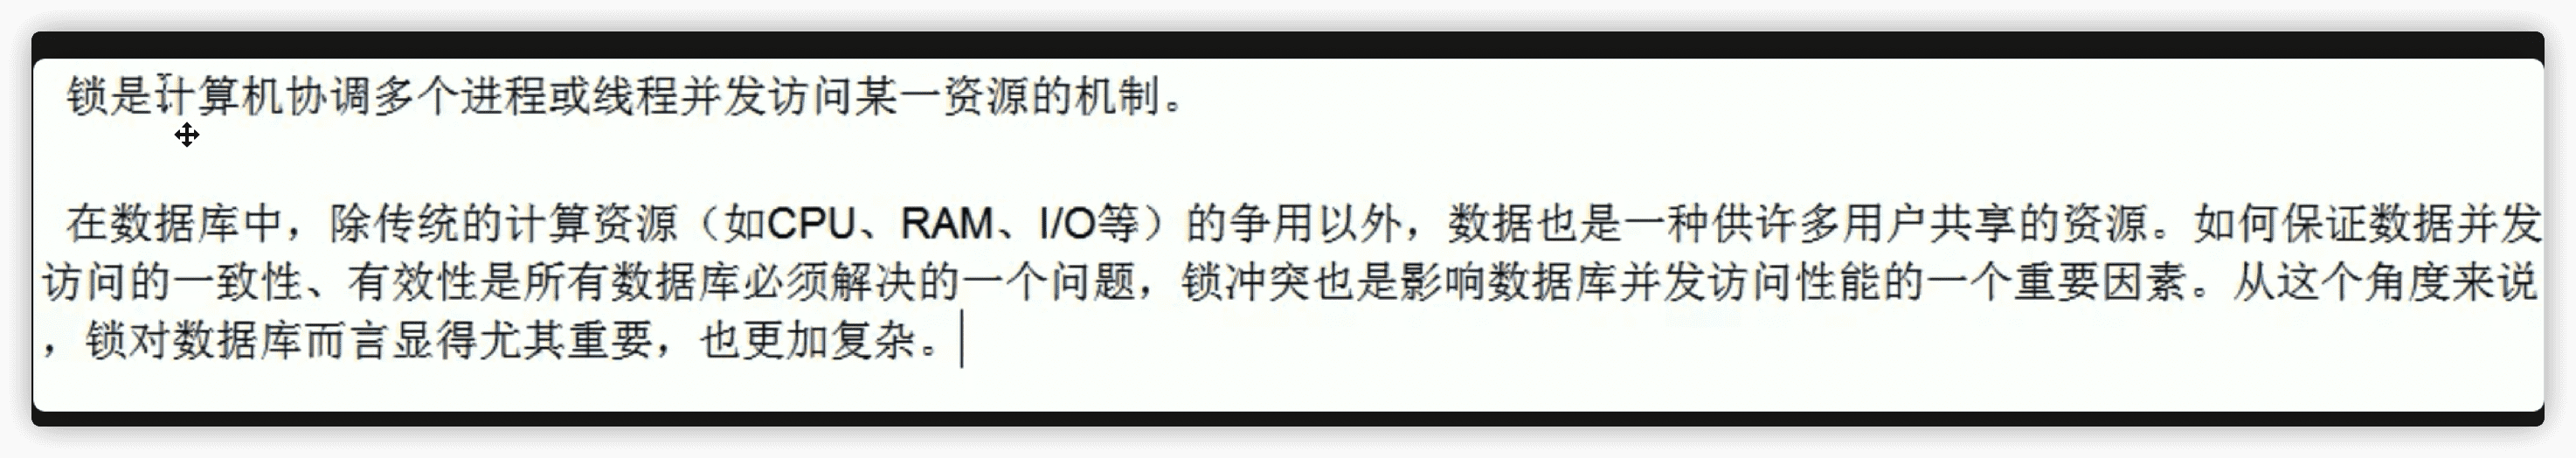 锁是计算机协调多个进程或线程并发访问某一资源的机制。
在数据库中，除传统的计算资源（如CPU、RAM、I/O等）的争用以外，数据也是一种供许多用户共享的资源。如何保证数据并发
访问的一致性、有效性是所有数据库必须解决的一个问题，锁冲突也是影响数据库并发访问性能的一个重要因素。从这个角度来说
，锁对数据库而言显得尤其重要，也更加复杂。